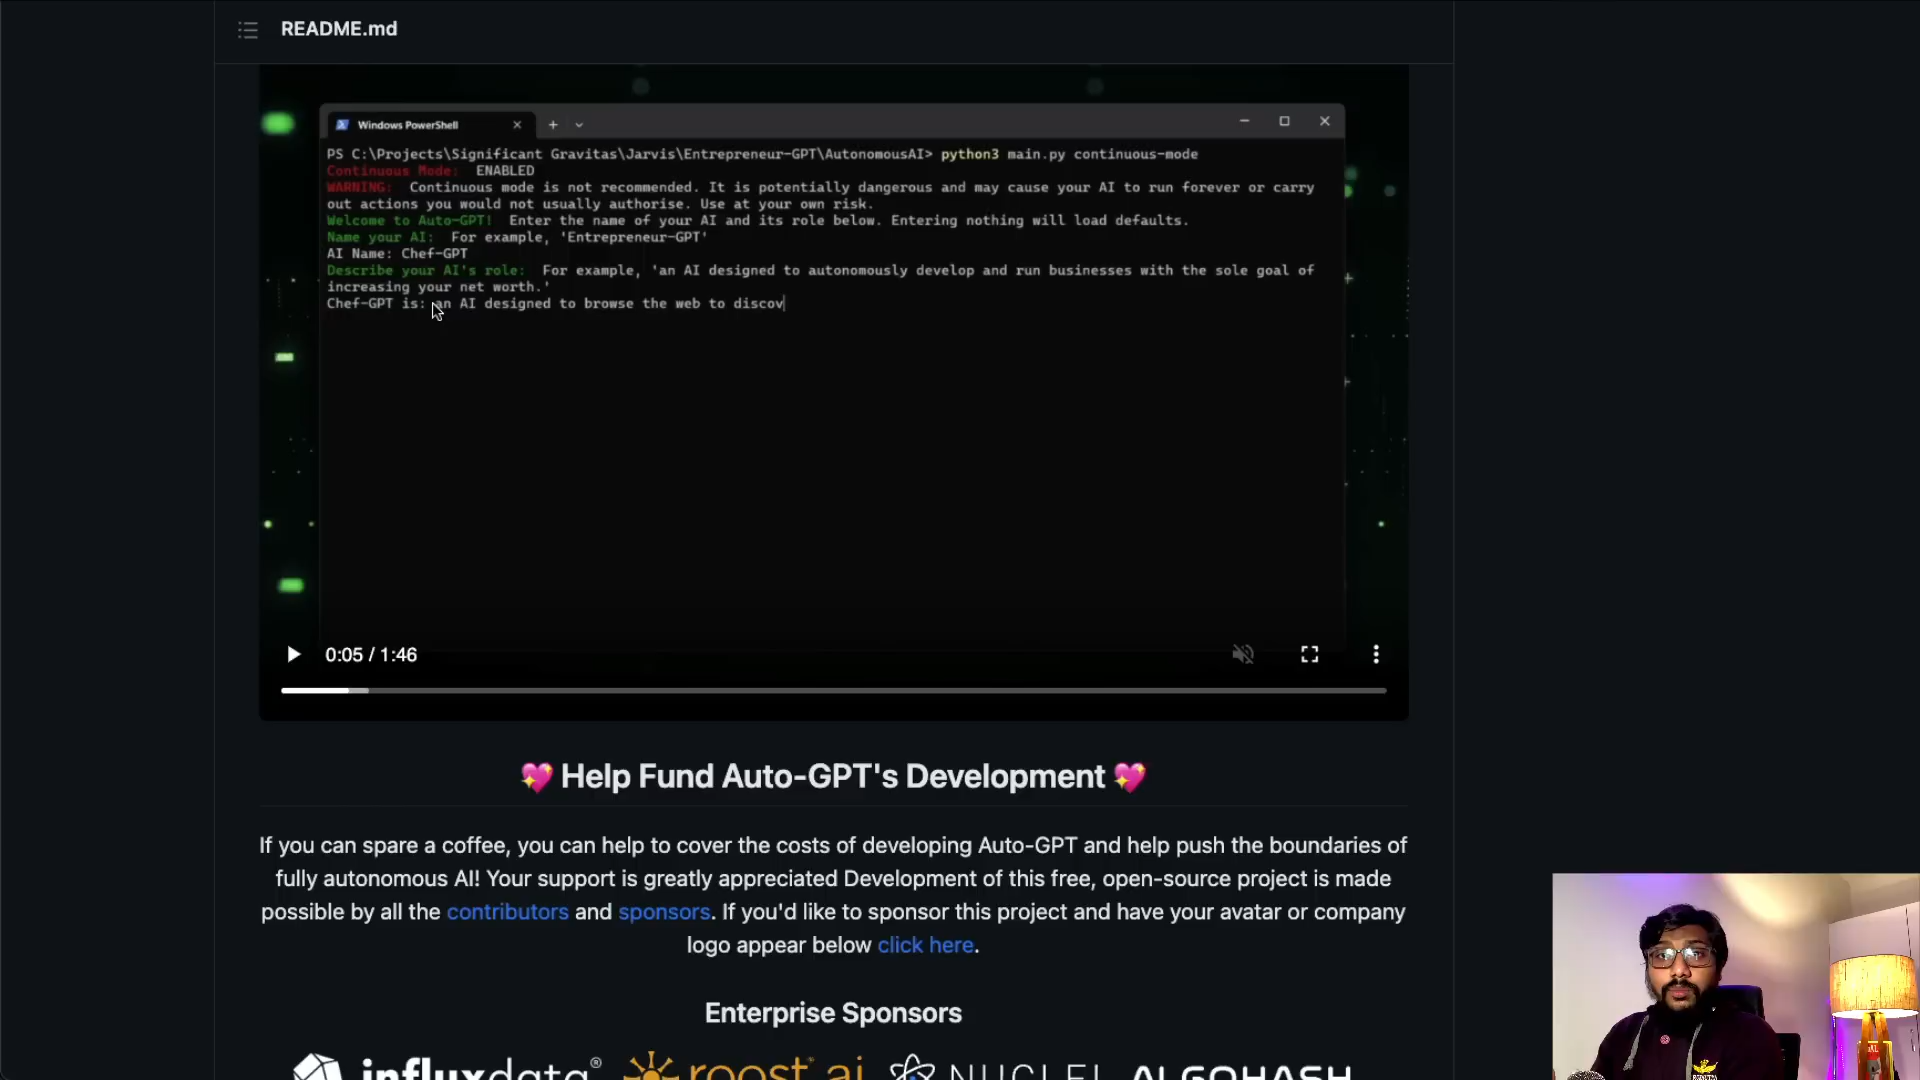 README.md
Windows PowerShell
PS C:\Projects\Significant Gravitas\Jarvis\Entrepreneur-GPT\AutonomousAI> python3 main.py continuous-mode
Continuous Mode: ENABLED
WARNING: Continuous mode is not recommended. It is potentially dangerous and may cause your AI to run forever or carry
out actions you would not usually authorise. Use at your own risk.
Welcome to Auto-GPT! Enter the name of your AI and its role below. Entering nothing will load defaults.
Name your AI: For example, 'Entrepreneur-GPT'
AI Name: Chef-GPT
Describe your AI's role: For example, 'an AI designed to autonomously develop and run businesses with the sole goal of
increasing your net worth.'
Chef-GPT is: an AI designed to browse the web to discov
0:05 / 1:46
💖 Help Fund Auto-GPT's Development 💖
If you can spare a coffee, you can help to cover the costs of developing Auto-GPT and help push the boundaries of
fully autonomous AI! Your support is greatly appreciated Development of this free, open-source project is made
possible by all the contributors and sponsors. If you'd like to sponsor this project and have your avatar or company
logo appear below click here.
Enterprise Sponsors
influxdata® roost.ai NUCLEI ALGOHASH